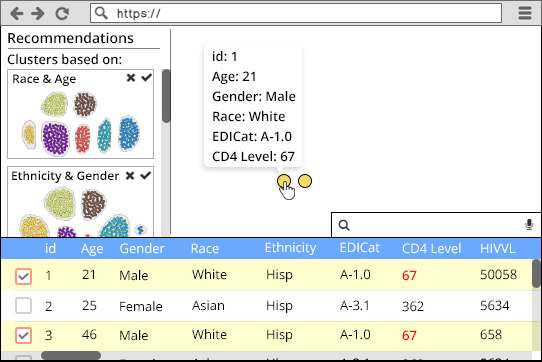 https://
Recommendations
Clusters based on:
Race & Age
Ethnicity & Gender
id: 1
Age: 21
Gender: Male
Race: White
EDICat: A-1.0
CD4 Level: 67
id Age Gender Race Ethnicity EDICat CD4 Level HIVVL
1 21 Male White Hisp A-1.0 67 50058
2 25 Female Asian Hisp A-3.1 362 5634
3 46 Male White Hisp A-1.0 67 658